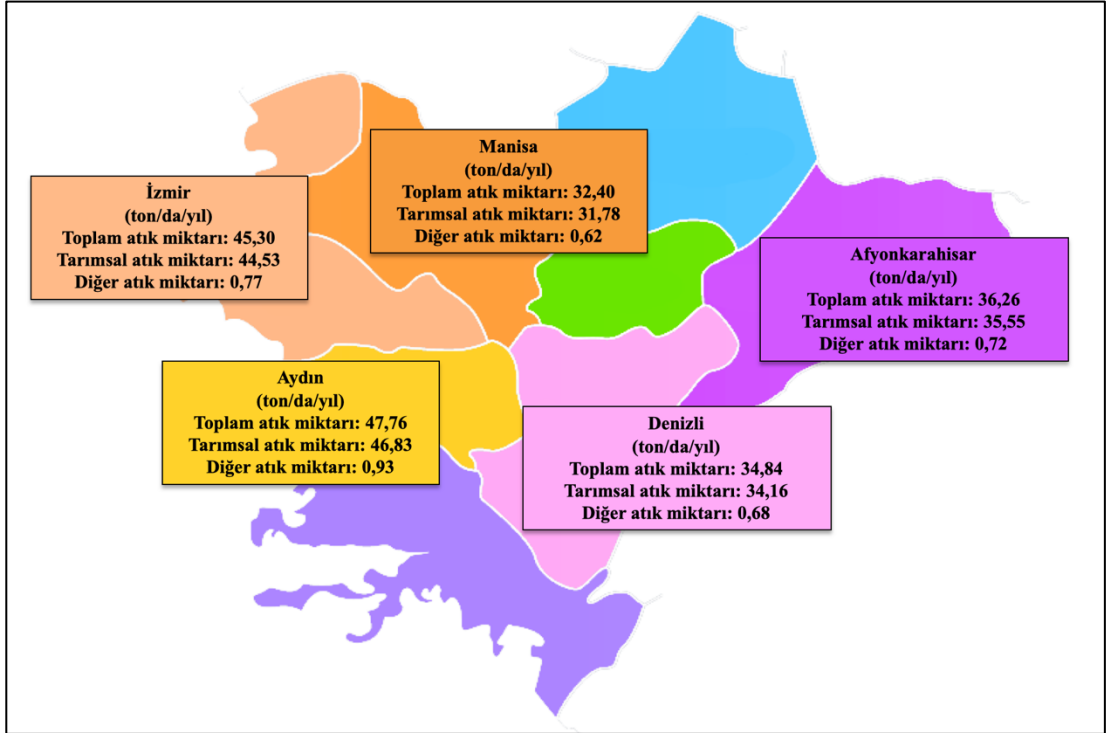 Manisa
(ton/da/yıl)
Toplam atık miktarı: 32,40
Tarımsal atık miktarı: 31,78
Diğer atık miktarı: 0,62
İzmir
(ton/da/yıl)
Toplam atık miktarı: 45,30
Tarımsal atık miktarı: 44,53
Diğer atık miktarı: 0,77
Afyonkarahisar
(ton/da/yıl)
Toplam atık miktarı: 36,26
Tarımsal atık miktarı: 35,55
Diğer atık miktarı: 0,72
Aydın
(ton/da/yıl)
Toplam atık miktarı: 47,76
Tarımsal atık miktarı: 46,83
Diğer atık miktarı: 0,93
Denizli
(ton/da/yıl)
Toplam atık miktarı: 34,84
Tarımsal atık miktarı: 34,16
Diğer atık miktarı: 0,68